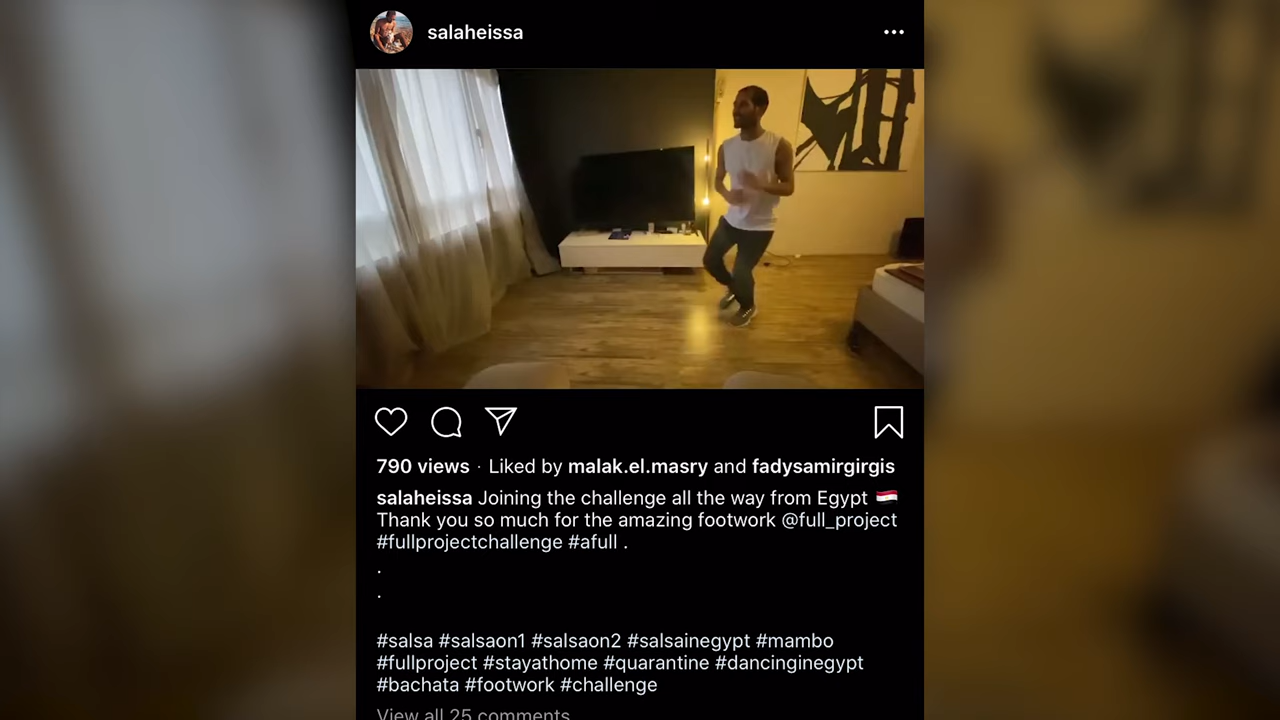 salaheissa
790 views · Liked by malak.el.masry and fadysamirgirgis
salaheissa Joining the challenge all the way from Egypt 🇪🇬
Thank you so much for the amazing footwork @full_project
#fullprojectchallenge #afull .
.
.
#salsa #salsaon1 #salsaon2 #salsainegypt #mambo
#fullproject #stayathome #quarantine #dancinginegypt
#bachata #footwork #challenge
View all 25 comments